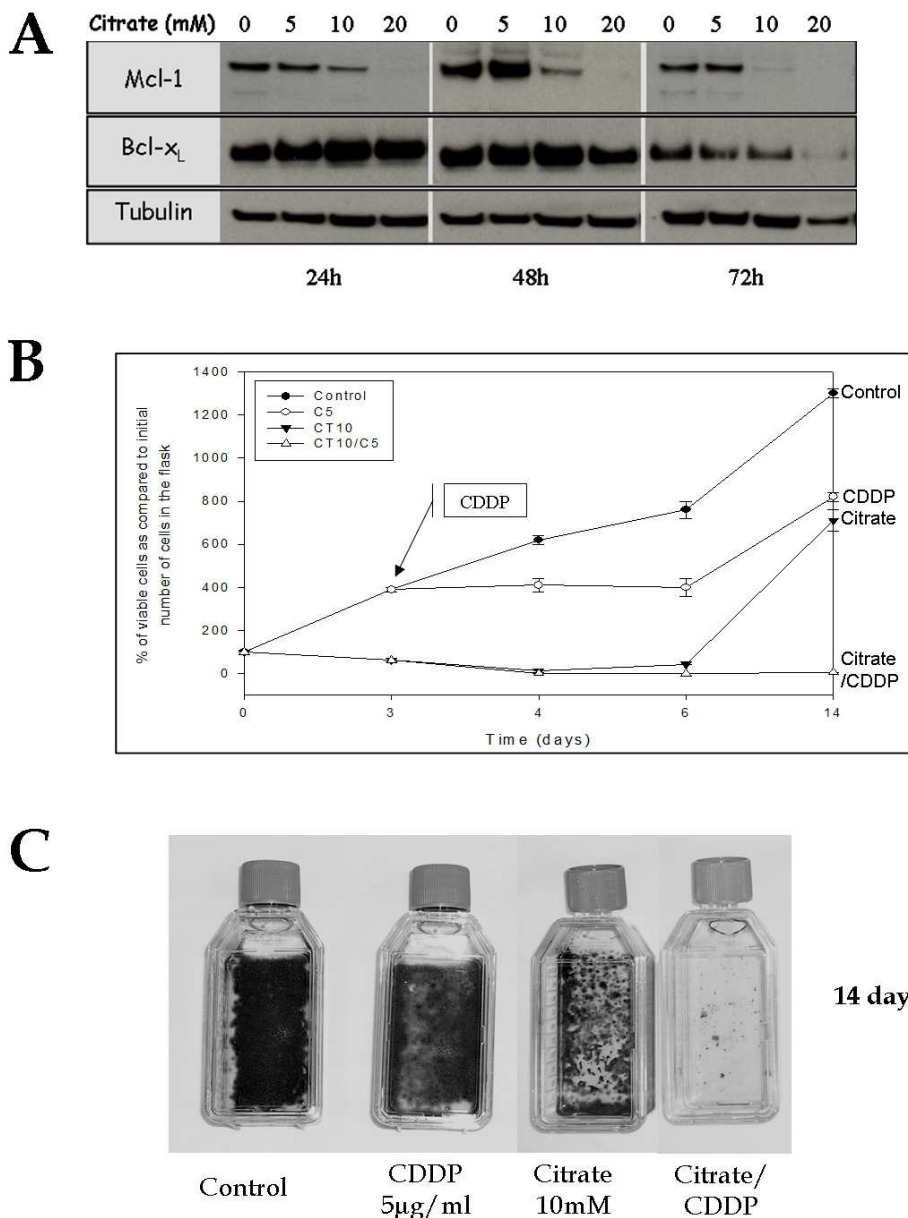 A
Citrate (mM) 0 5 10 20 0 5 10 20 0 5 10 20
Mcl-1
Bcl-xL
Tubulin
24h 48h 72h
B
% of viable cells as compared to initial
number of cells in the flask
1400
1200
1000
800
600
400
200
0
Control
C5
CT10
CT10/C5
CDDP
Control
CDDP
Citrate
Citrate
/CDDP
0 3 4 6 14
Time (days)
C
14 day
Control
CDDP
5µg/ml
Citrate
10mM
Citrate/
CDDP